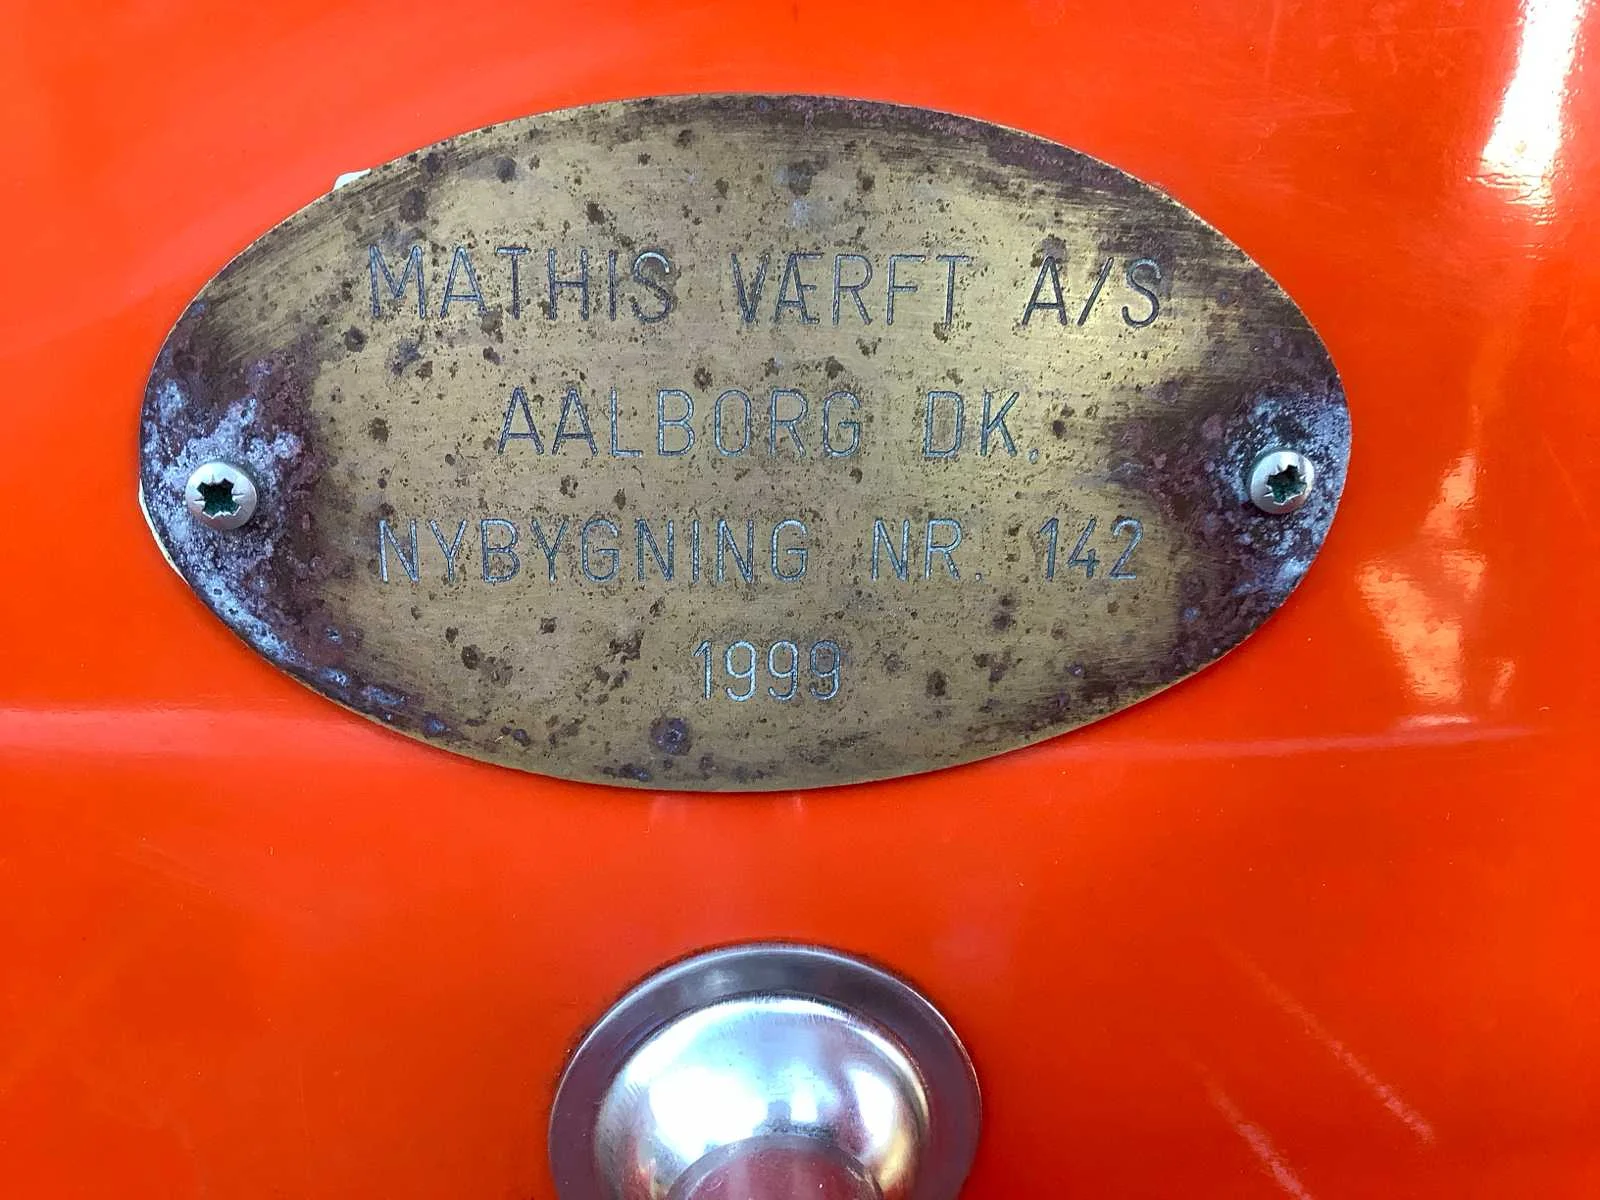 MATHIS VÆRFT A/S
AALBORG DK.
NYBYGNING NR. 142
1999